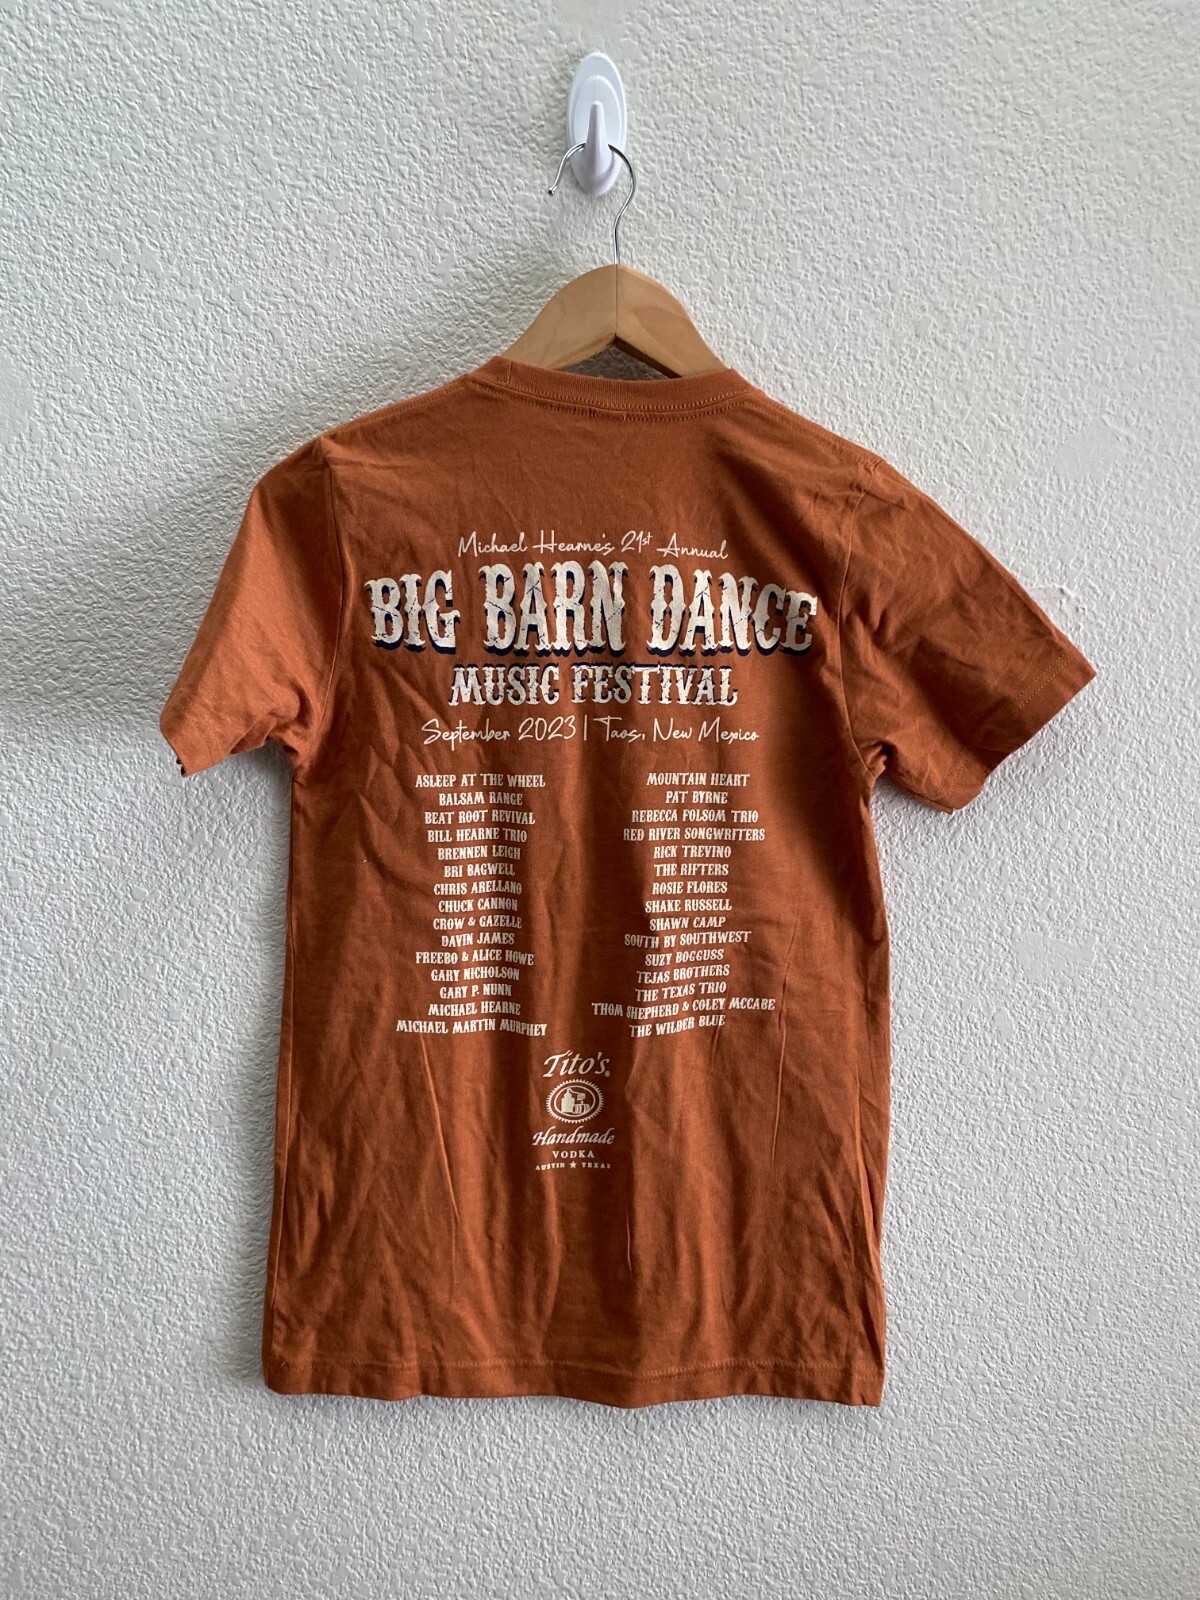 Michael Hearne's 21st Annual
BIG BARN DANCE
MUSIC FESTIVAL
September 2023 | Taos, New Mexico
ASLEEP AT THE WHEEL
BALSAM RANGE
BEAT ROOT REVIVAL
BILL HEARNE TRIO
BRENNEN LEIGH
BRI BAGWELL
CHRIS ARELLANO
CHUCK CANNON
CROW & GAZELLE
DAVIN JAMES
FREEBO & ALICE HOWE
GARY NICHOLSON
GARY P. NUNN
MICHAEL HEARNE
MICHAEL MARTIN MURPHEY
MOUNTAIN HEART
PAT BYRNE
REBECCA FOLSOM TRIO
RED RIVER SONGWRITERS
RICK TREVINO
THE RIFTERS
ROSIE FLORES
SHAKE RUSSELL
SHAWN CAMP
SOUTH BY SOUTHWEST
SUZY BOGGUSS
TEJAS BROTHERS
THE TEXAS TRIO
THOM SHEPHERD & COLEY MCCABE
THE WILDER BLUE
Tito's®
Handmade
VODKA
AUSTIN ★ TEXAS